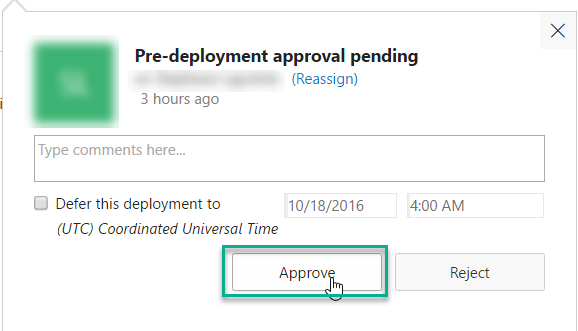 Pre-deployment approval pending
(Reassign)
3 hours ago
Type comments here...
Defer this deployment to 10/18/2016 4:00 AM
(UTC) Coordinated Universal Time
Approve Reject